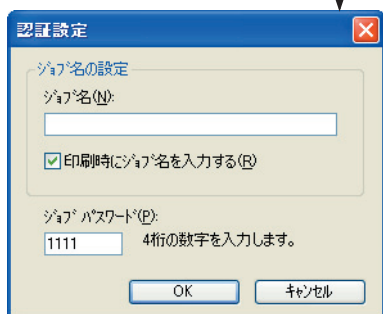 認証設定
ｼﾞｮﾌﾞ名の設定
ｼﾞｮﾌﾞ名(N):
印刷時にｼﾞｮﾌﾞ名を入力する(R)
ｼﾞｮﾌﾞ ﾊﾟｽﾜｰﾄﾞ(P):
1111 4桁の数字を入力します。
OK ｷｬﾝｾﾙ